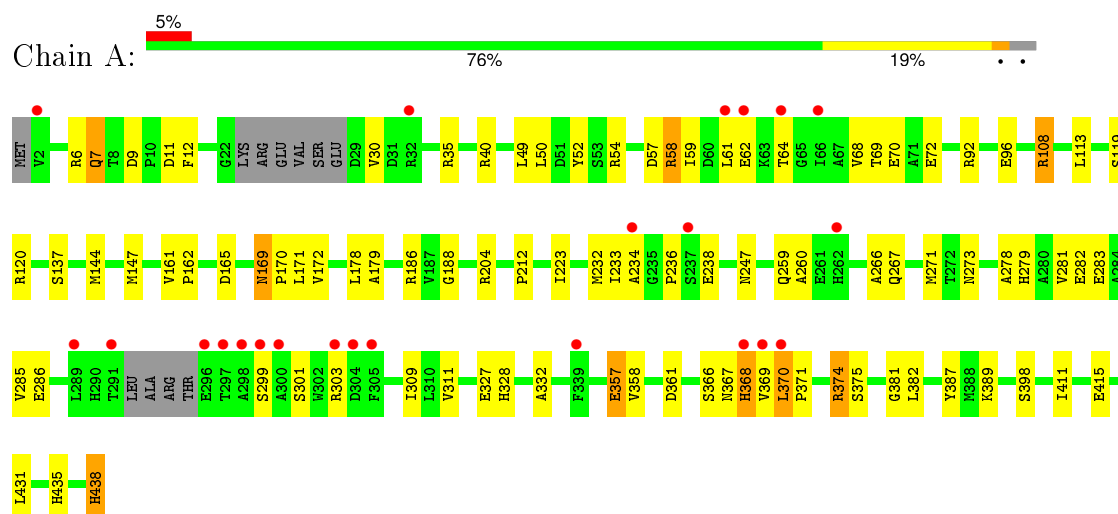 5%
Chain A:
76% 19% • •
MET V2 R6 Q7 T8 D9 P10 D11 F12 G22 LYS ARG GLU VAL SER GLU D29 V30 D31 R32 R35 R40 L49 L50 D51 Y52 S53 R54 D57 R58 I59 D60 L61 E62 K63 T64 G65 I66 A67 V68 T69 E70 A71 E72 R92 E96 R108 L113 S119
R120 S137 M144 M147 V161 P162 D165 N169 P170 L171 V172 L178 A179 R186 V187 G188 R204 P212 I223 M232 I233 A234 G235 P236 S237 E238 N247 Q259 A260 E261 H262 A266 Q267 M271 T272 N273 A278 H279 A280 V281 E282 E283 A284
V285 E286 L289 H290 T291 LEU ALA ARG THR E296 T297 A298 S299 A300 S301 W302 R303 D304 F305 I309 L310 V311 E327 H328 A332 F339 E357 V358 D361 S366 N367 H368 V369 L370 P371 R374 S375 G381 L382 Y387 M388 K389 S398 I411 E415
L431 H435 H438